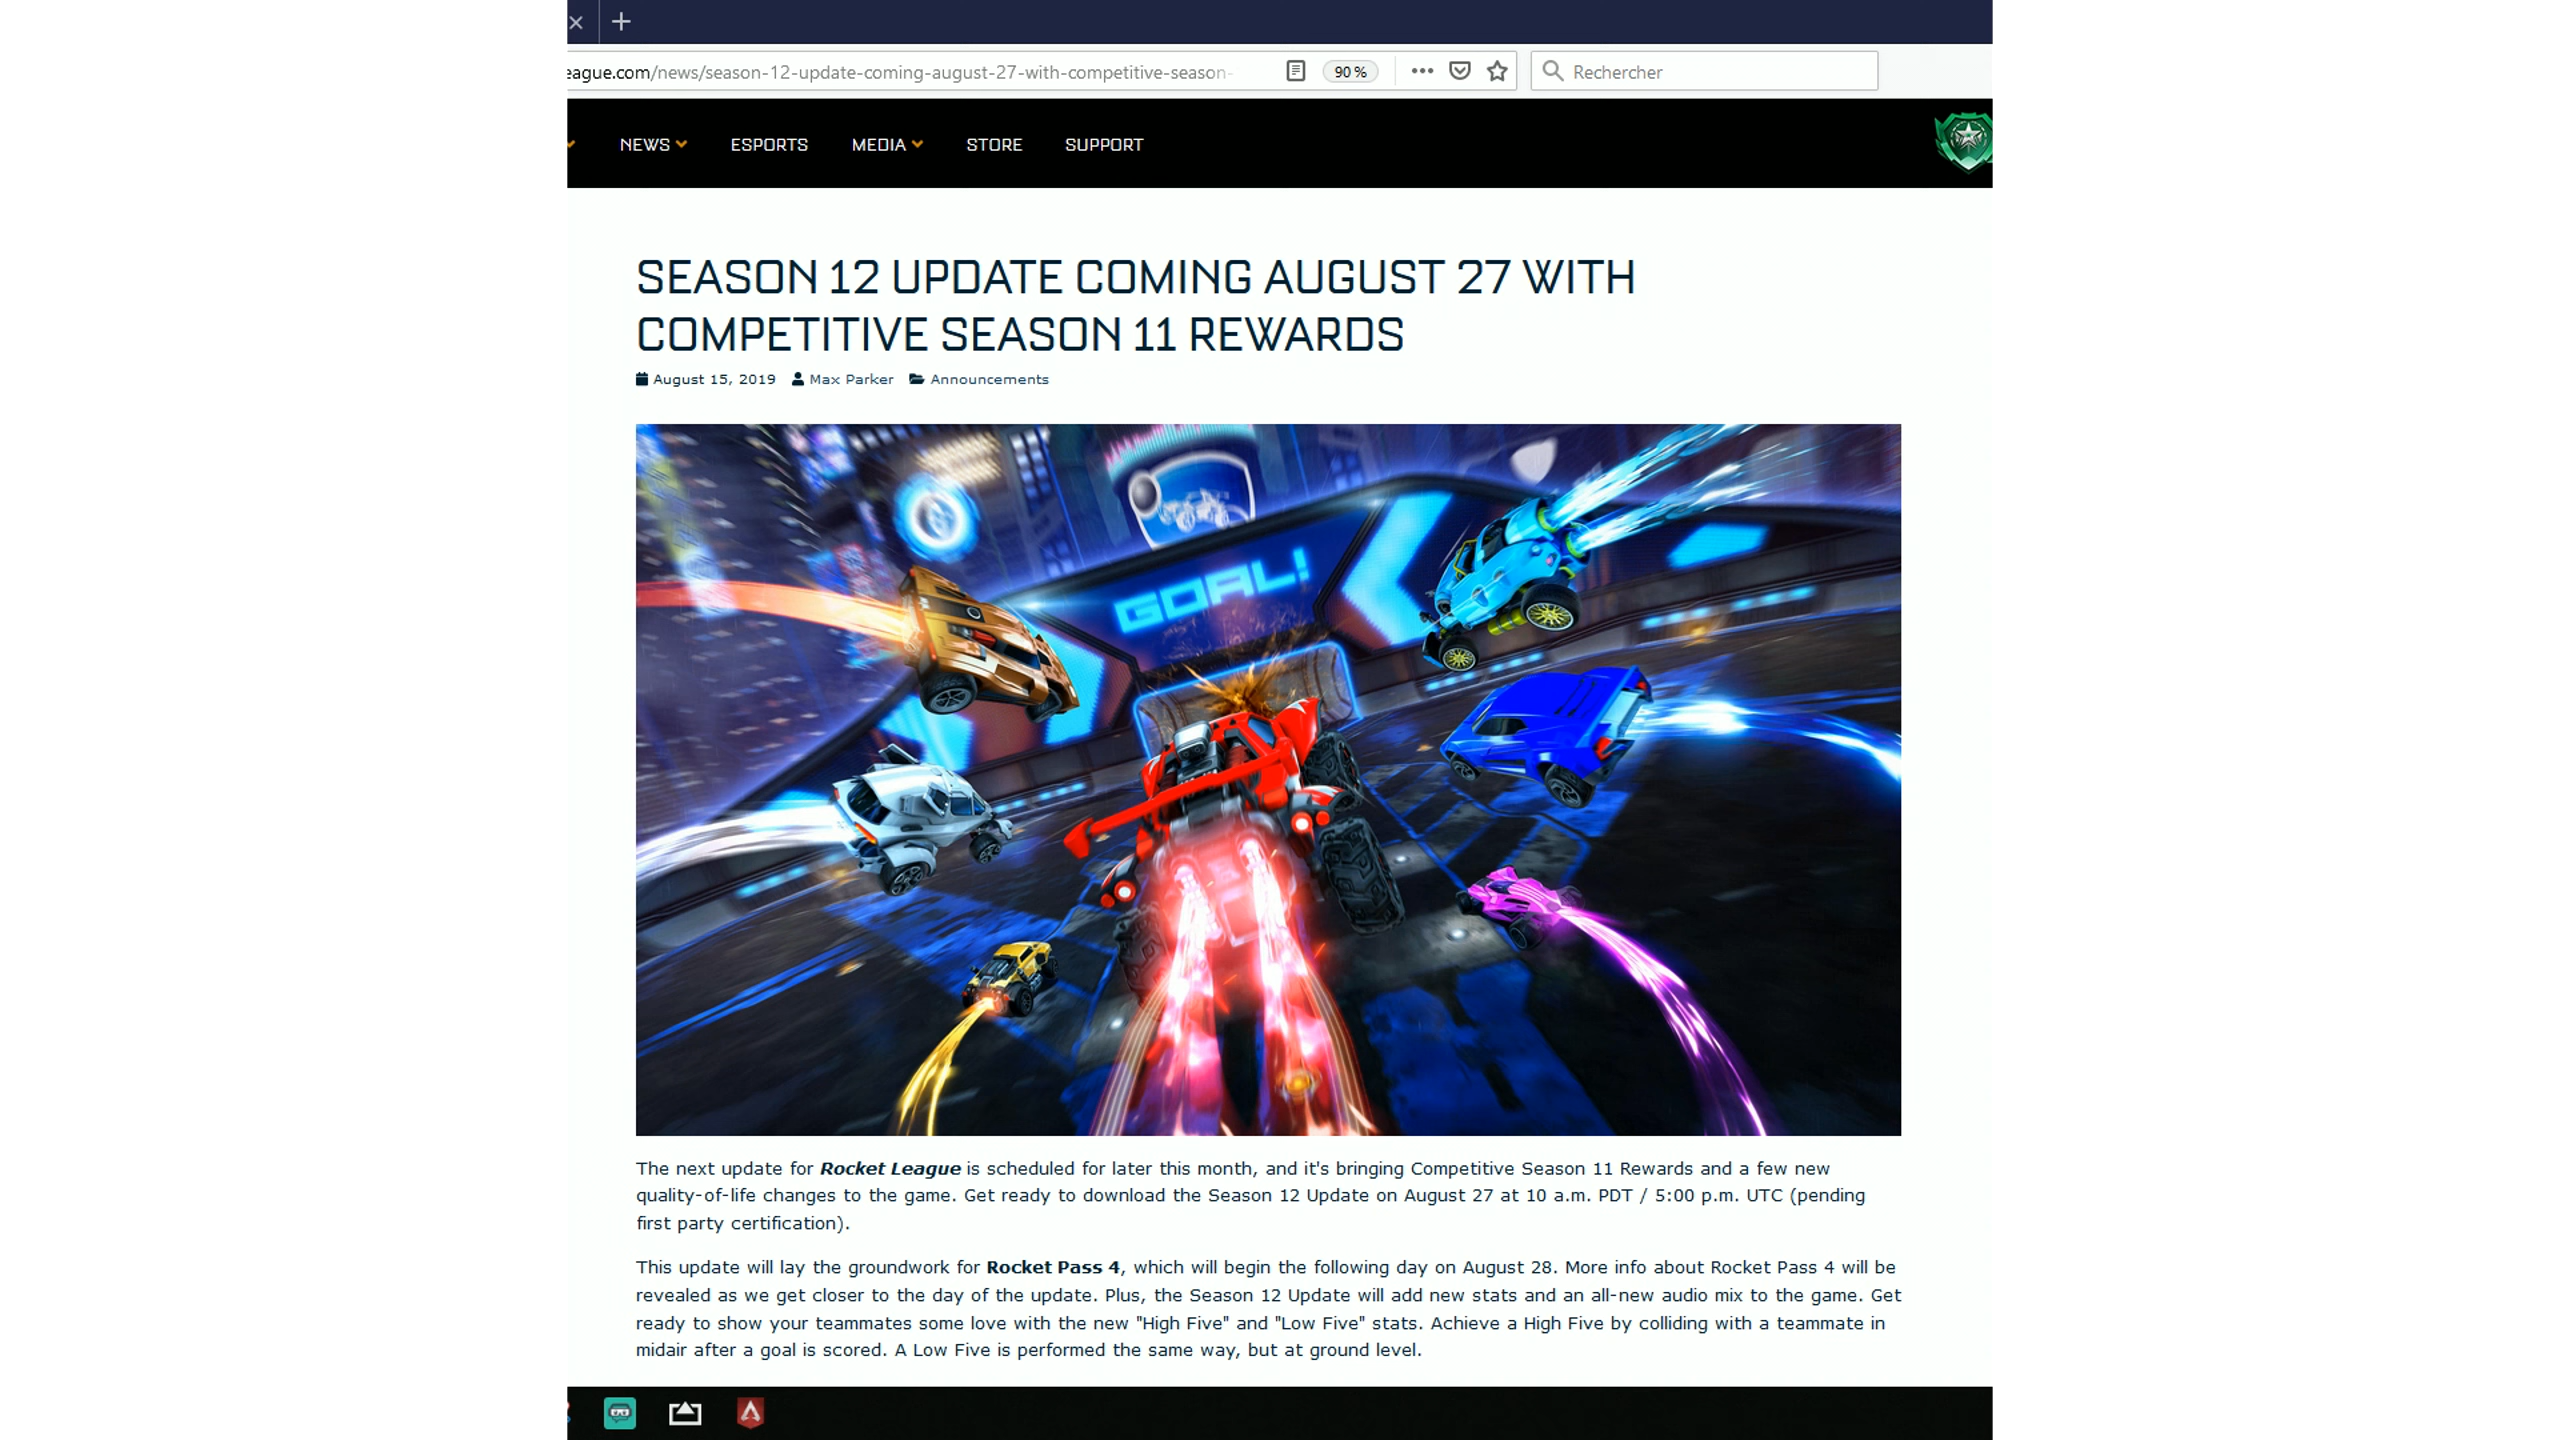 eague.com/news/season-12-update-coming-august-27-with-competitive-season-
90 %
Rechercher
NEWS
ESPORTS
MEDIA
STORE
SUPPORT
SEASON 12 UPDATE COMING AUGUST 27 WITH
COMPETITIVE SEASON 11 REWARDS
August 15, 2019 Max Parker Announcements
GOAL!
The next update for Rocket League is scheduled for later this month, and it's bringing Competitive Season 11 Rewards and a few new
quality-of-life changes to the game. Get ready to download the Season 12 Update on August 27 at 10 a.m. PDT / 5:00 p.m. UTC (pending
first party certification).
This update will lay the groundwork for Rocket Pass 4, which will begin the following day on August 28. More info about Rocket Pass 4 will be
revealed as we get closer to the day of the update. Plus, the Season 12 Update will add new stats and an all-new audio mix to the game. Get
ready to show your teammates some love with the new "High Five" and "Low Five" stats. Achieve a High Five by colliding with a teammate in
midair after a goal is scored. A Low Five is performed the same way, but at ground level.